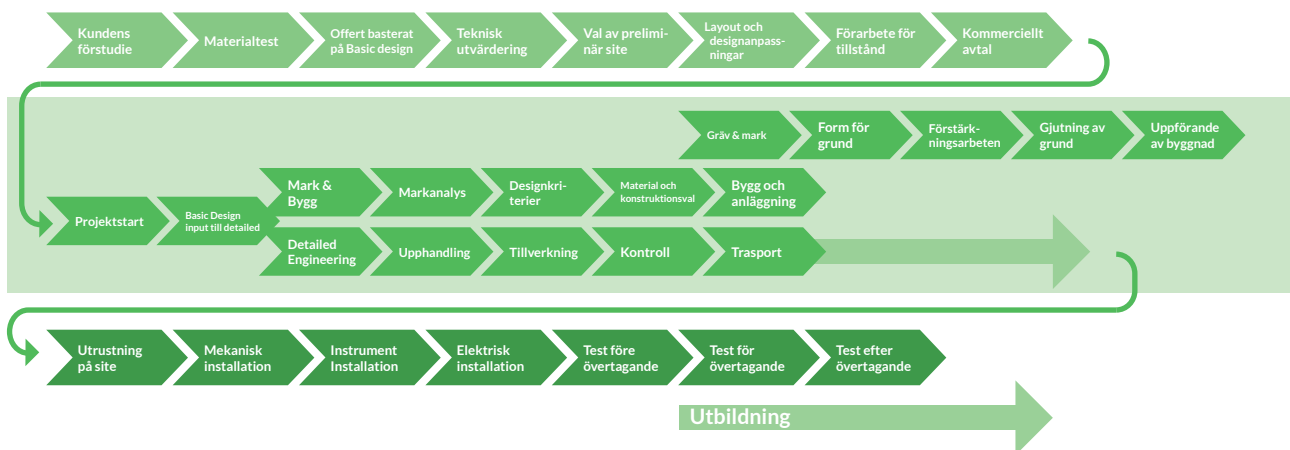 Kundens
förstudie
Materialtest
Offert basterat
på Basic design
Teknisk
utvärdering
Val av prelimi-
när site
Layout och
designanpass-
ningar
Förarbete för
tillstånd
Kommerciellt
avtal
Gräv & mark
Form för
grund
Förstärk-
ningsarbeten
Gjutning av
grund
Uppförande
av byggnad
Mark &
Bygg
Markanalys
Designkri-
terier
Material och
konstruktionsval
Bygg och
anläggning
Projektstart
Basic Design
input till detailed
Detailed
Engineering
Upphandling
Tillverkning
Kontroll
Trasport
Utrustning
på site
Mekanisk
installation
Instrument
Installation
Elektrisk
installation
Test före
övertagande
Test för
övertagande
Test efter
övertagande
Utbildning